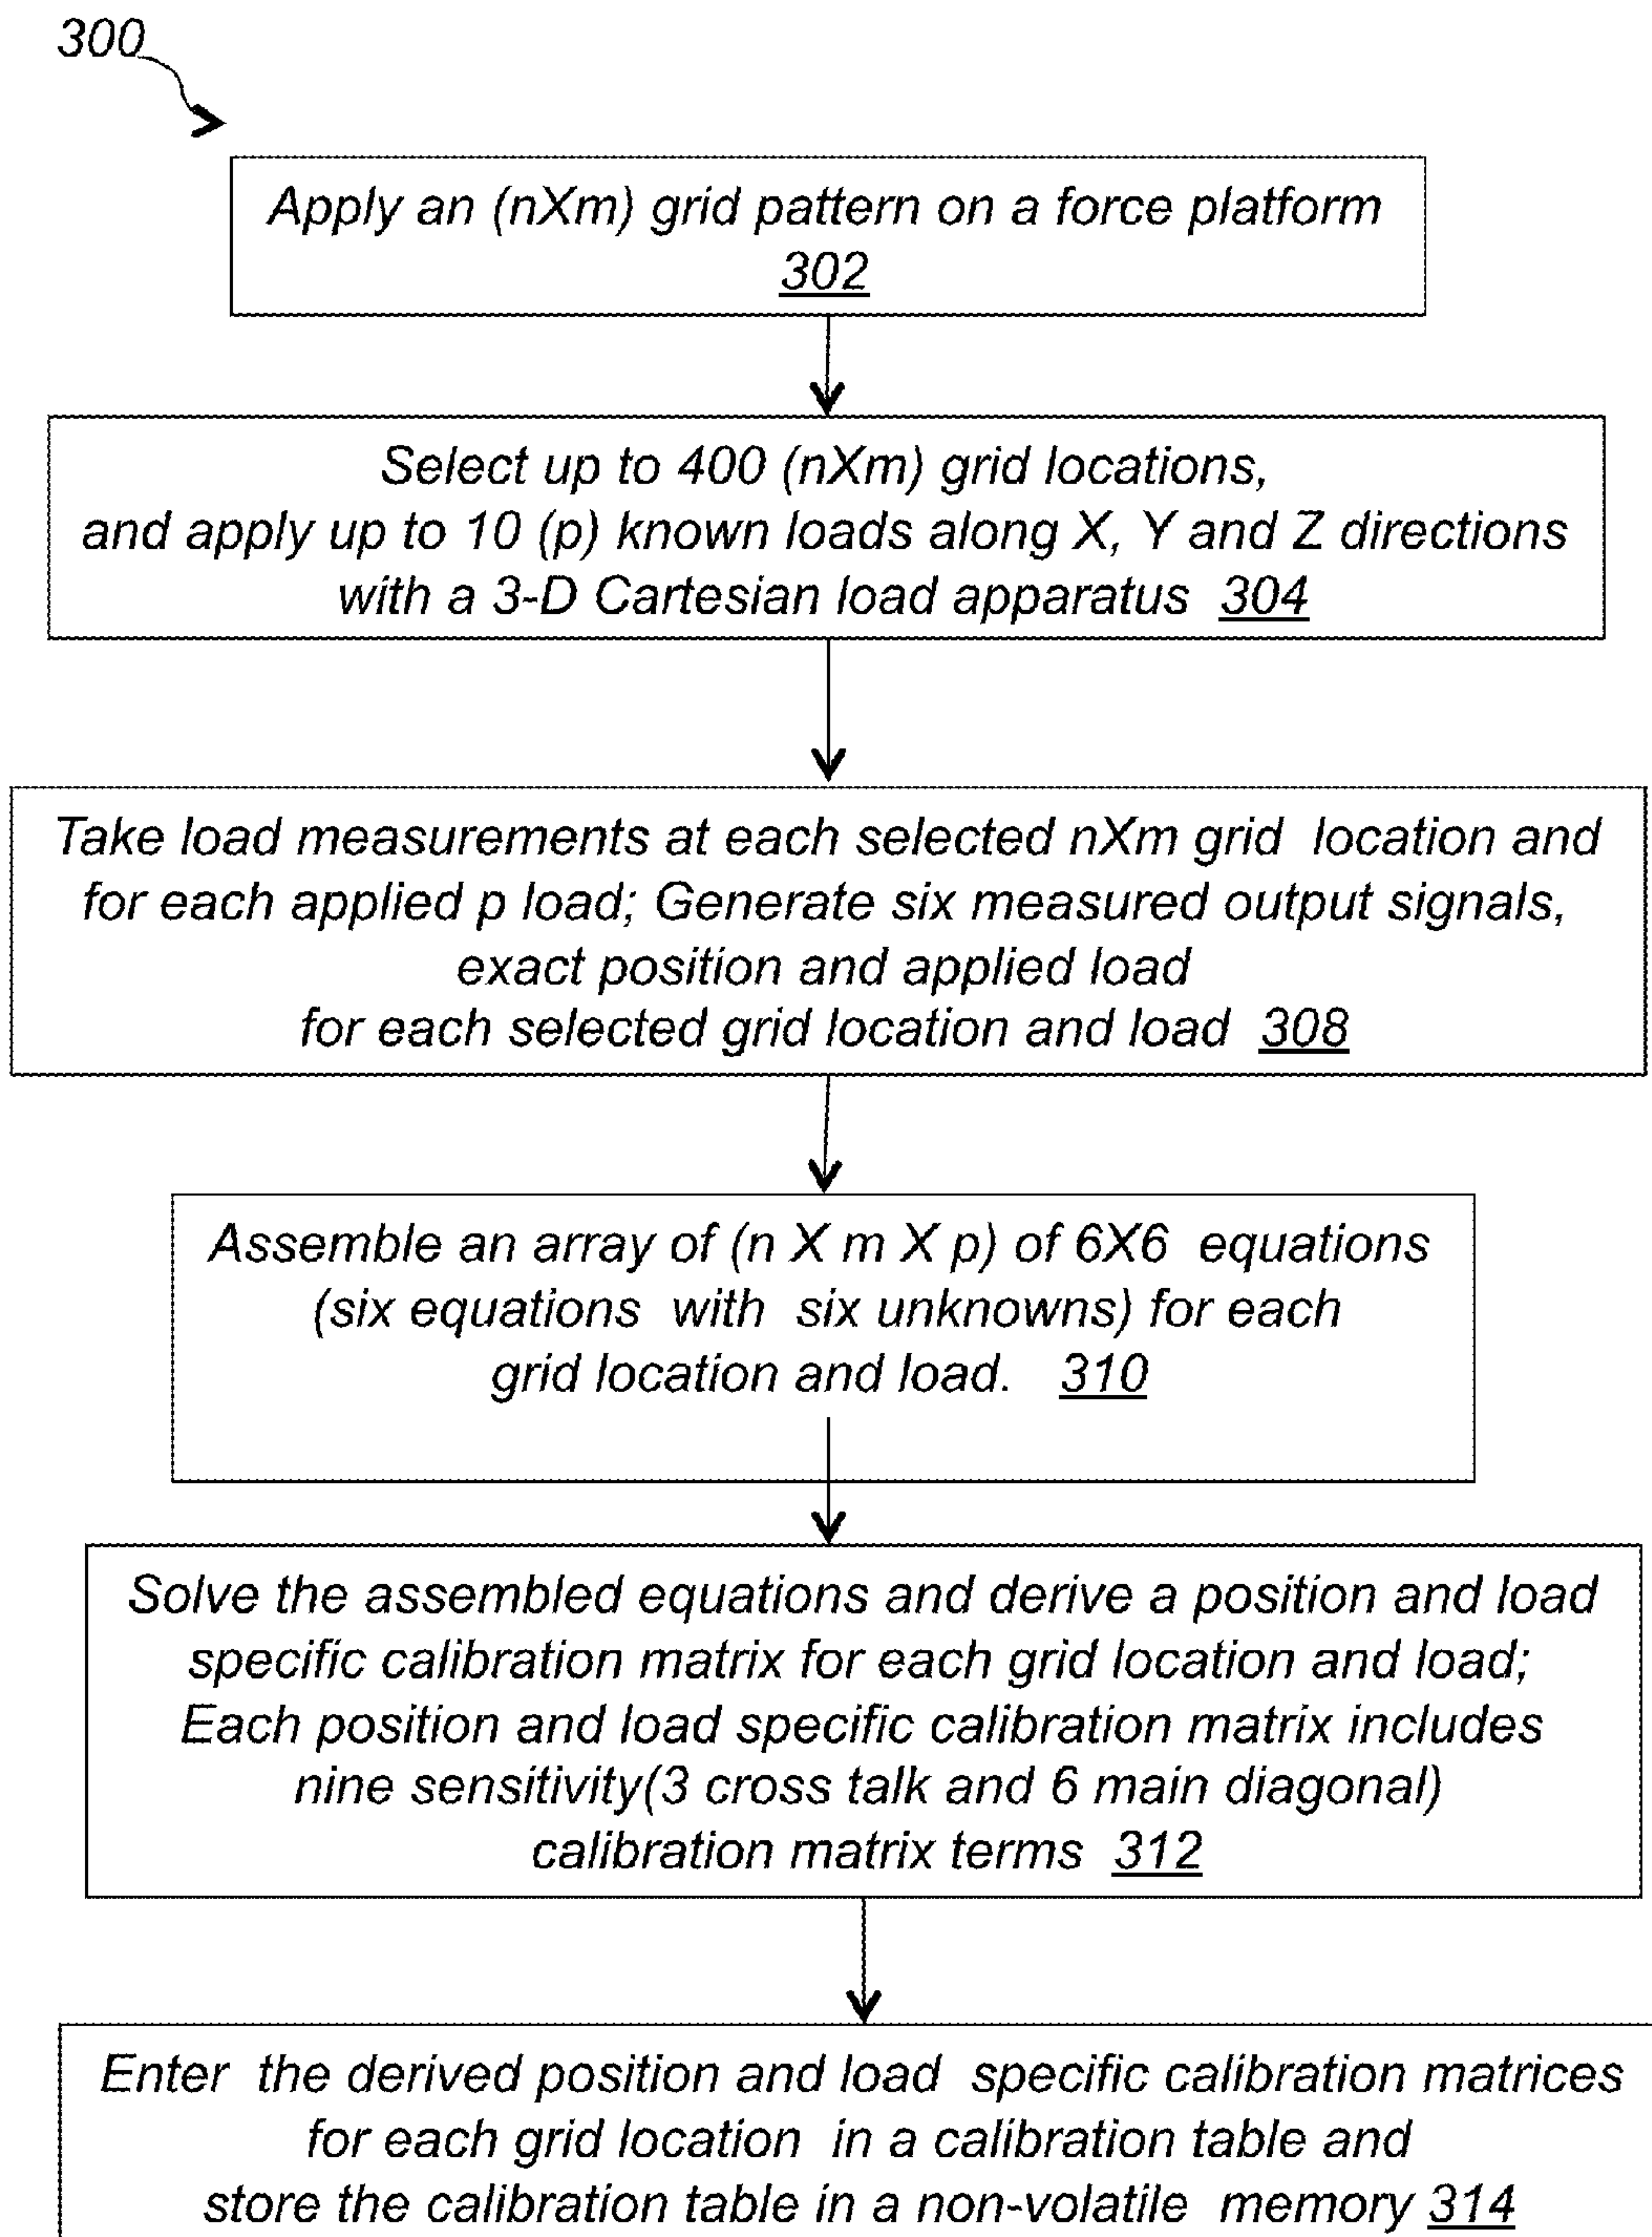 300
Apply an (nXm) grid pattern on a force platform
302
Select up to 400 (nXm) grid locations,
and apply up to 10 (p) known loads along X, Y and Z directions
with a 3-D Cartesian load apparatus 304
Take load measurements at each selected nXm grid location and
for each applied p load; Generate six measured output signals,
exact position and applied load
for each selected grid location and load 308
Assemble an array of (n X m X p) of 6X6 equations
(six equations with six unknowns) for each
grid location and load. 310
Solve the assembled equations and derive a position and load
specific calibration matrix for each grid location and load;
Each position and load specific calibration matrix includes
nine sensitivity(3 cross talk and 6 main diagonal)
calibration matrix terms 312
Enter the derived position and load specific calibration matrices
for each grid location in a calibration table and
store the calibration table in a non-volatile memory 314